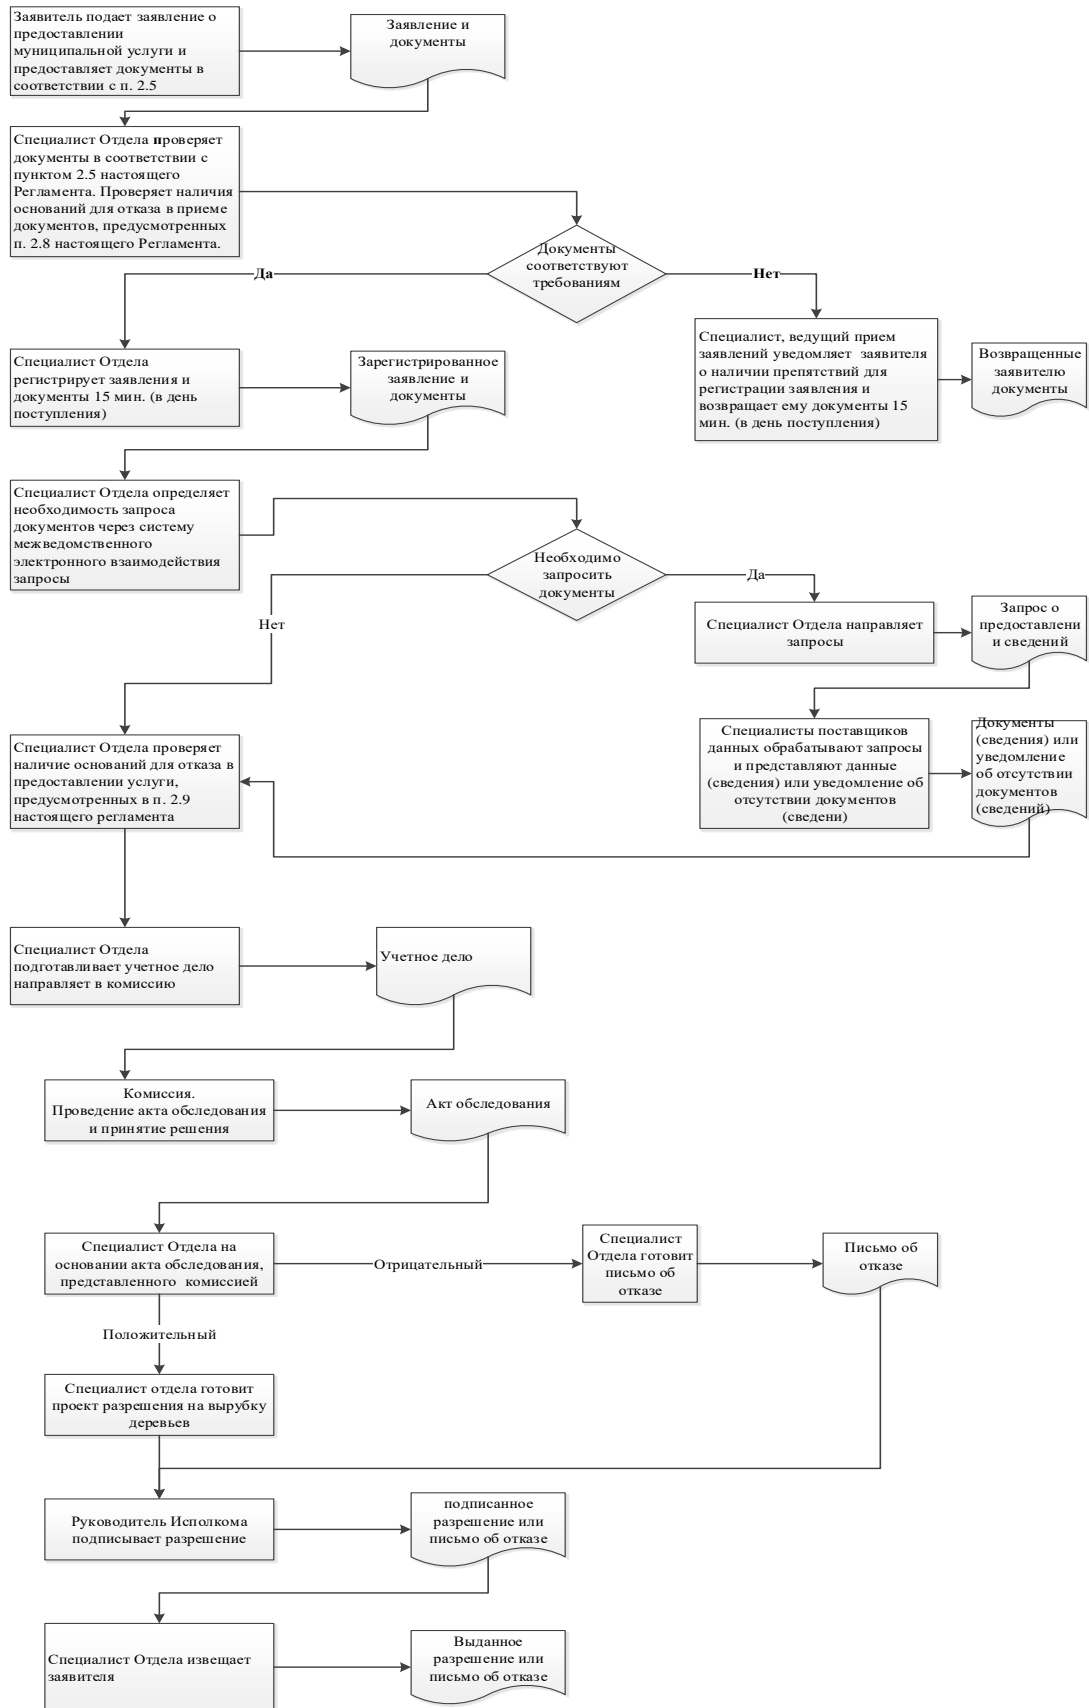 Заявитель подает заявление о
предоставлении
муниципальной услуги и
предоставляет документы в
соответствии с п. 2.5
Заявление и
документы
Специалист Отдела проверяет
документы в соответствии с
пунктом 2.5 настоящего
Регламента. Проверяет наличия
оснований для отказа в приеме
документов, предусмотренных
п. 2.8 настоящего Регламента.
Документы
соответствуют
требованиям
Да
Нет
Специалист Отдела
регистрирует заявления и
документы 15 мин. (в день
поступления)
Зарегистрированное
заявление и
документы
Специалист, ведущий прием
заявлений уведомляет заявителя
о наличии препятствий для
регистрации заявления и
возвращает ему документы 15
мин. (в день поступления)
Возвращенные
заявителю
документы
Специалист Отдела определяет
необходимость запроса
документов через систему
межведомственного
электронного взаимодействия
запросы
Необходимо
запросить
документы
Да
Нет
Специалист Отдела направляет
запросы
Запрос о
предоставлени
и сведений
Специалист Отдела проверяет
наличие оснований для отказа в
предоставлении услуги,
предусмотренных в п. 2.9
настоящего регламента
Специалисты поставщиков
данных обрабатывают запросы
и представляют данные
(сведения) или уведомление об
отсутствии документов
(сведени)
Документы
(сведения) или
уведомление
об отсутствии
документов
(сведений)
Специалист Отдела
подготавливает учетное дело
направляет в комиссию
Учетное дело
Комиссия.
Проведение акта обследования
и принятие решения
Акт обследования
Специалист Отдела на
основании акта обследования,
представленного комиссией
Отрицательный
Специалист
Отдела готовит
письмо об
отказе
Письмо об
отказе
Положительный
Специалист отдела готовит
проект разрешения на вырубку
деревьев
Руководитель Исполкома
подписывает разрешение
подписанное
разрешение или
письмо об отказе
Специалист Отдела извещает
заявителя
Выданное
разрешение или
письмо об отказе